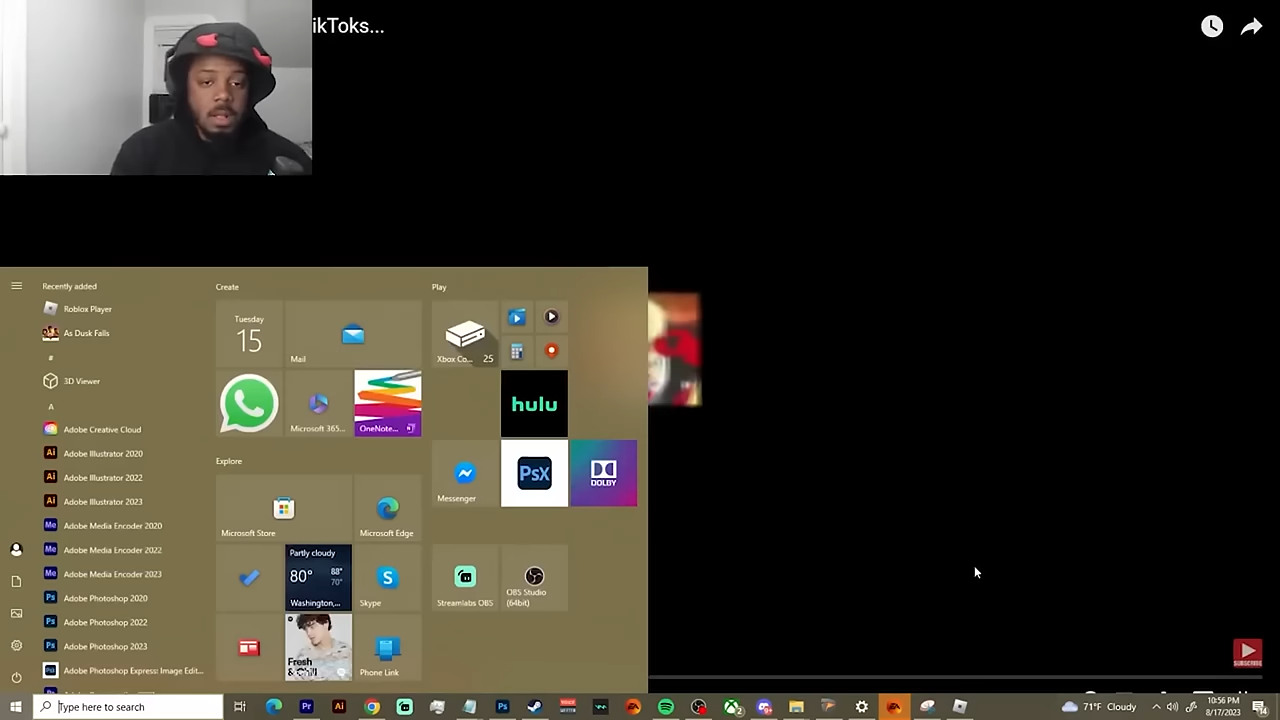 ikToks...
Recently added
Roblox Player
As Dusk Falls
#
3D Viewer
A
Adobe Creative Cloud
Adobe Illustrator 2020
Adobe Illustrator 2022
Adobe Illustrator 2023
Adobe Media Encoder 2020
Adobe Media Encoder 2022
Adobe Media Encoder 2023
Adobe Photoshop 2020
Adobe Photoshop 2022
Adobe Photoshop 2023
Adobe Photoshop Express: Image Edit...
Create
Tuesday
15
Mail
Microsoft 365...
OneNote...
Explore
Microsoft Store
Microsoft Edge
Partly cloudy
80° 88°
70°
Washington,...
Skype
Fresh
& Chill
Phone Link
Play
Xbox Co... 25
hulu
Messenger
PsX
DOLBY
Streamlabs OBS
OBS Studio
(64bit)
SUBSCRIBE
Type here to search
71°F Cloudy
10:56 PM
8/17/2023